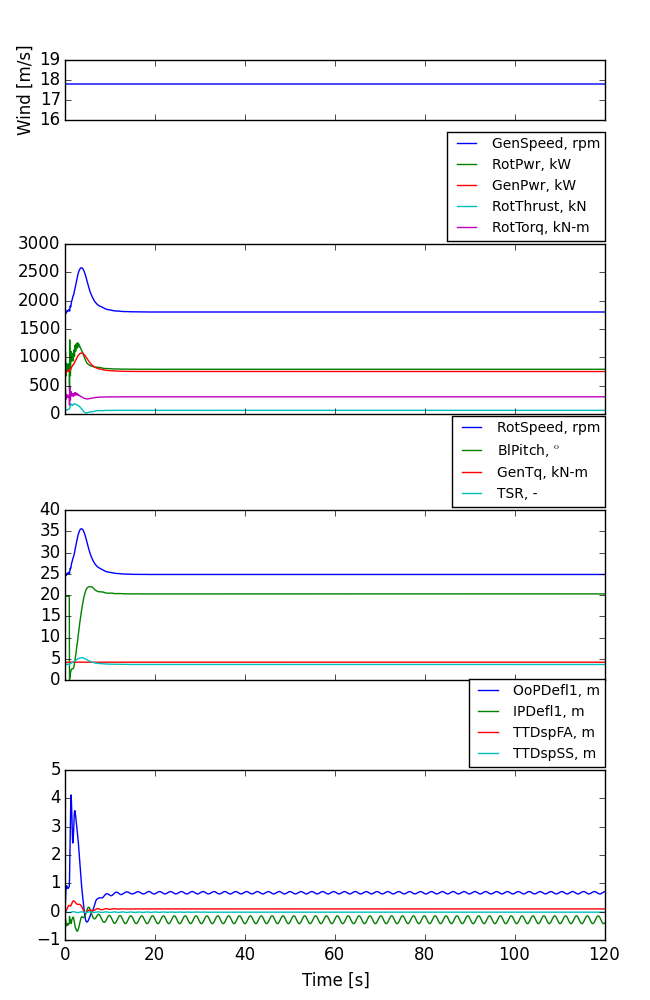 Wind [m/s]
19
18
17
16
GenSpeed, rpm
RotPwr, kW
GenPwr, kW
RotThrust, kN
RotTorq, kN-m
3000
2500
2000
1500
1000
500
0
RotSpeed, rpm
BlPitch, °
GenTq, kN-m
TSR, -
40
35
30
25
20
15
10
5
0
OoPDefl1, m
IPDefl1, m
TTDspFA, m
TTDspSS, m
5
4
3
2
1
0
−1
0 20 40 60 80 100 120
Time [s]